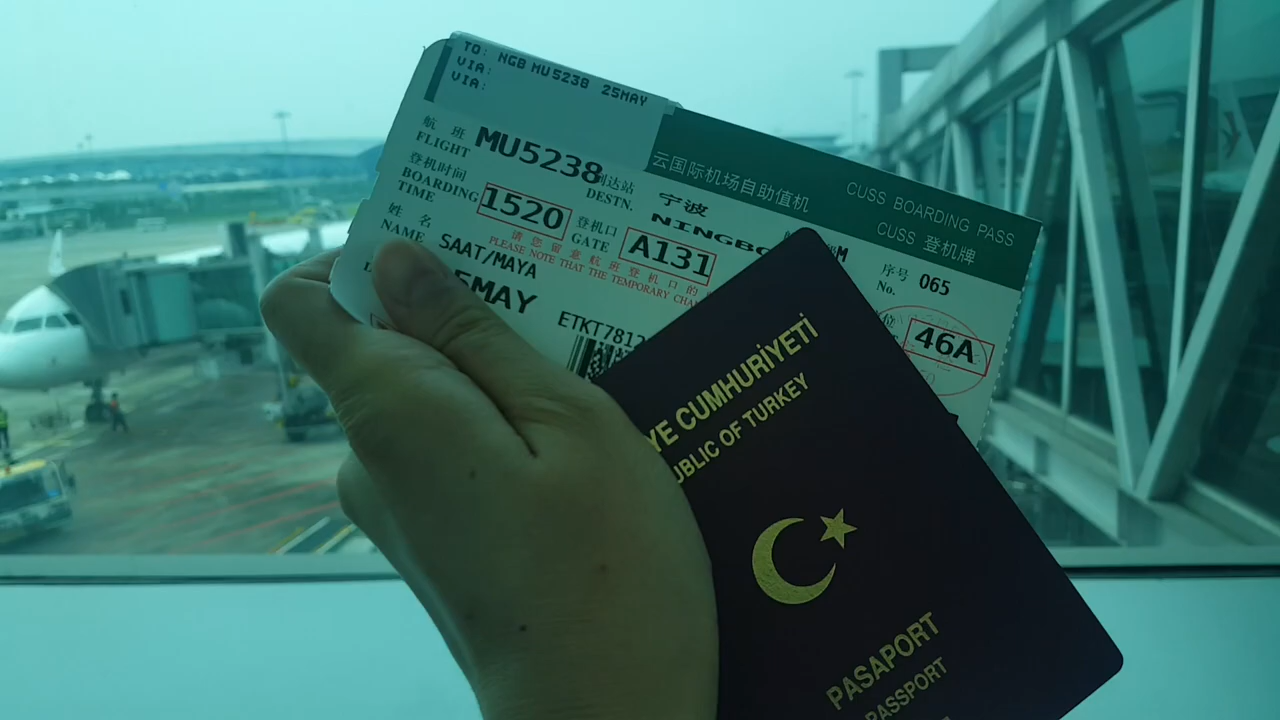 TO: NGB MU5238 25MAY
VIA:
VIA:
云国际机场自助值机
CUSS BOARDING PASS
CUSS 登机牌
航 班
FLIGHT
MU5238
到达站
DESTN.
宁波
NINGBO
登机时间
BOARDING
TIME
1520
登机口
GATE
A131
序号
No.
065
姓 名
NAME
SAAT/MAYA
请您留意航班登机口的
PLEASE NOTE THAT THE TEMPORARY CHA
5MAY
ETKT7812
46A
YE CUMHURİYETİ
UBLIC OF TURKEY
PASAPORT
PASSPORT